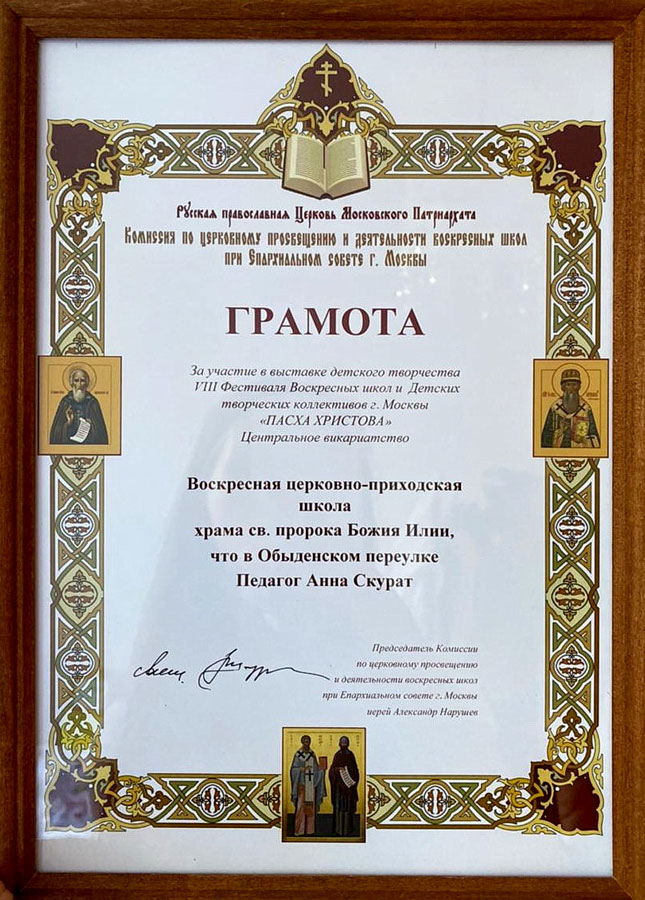 Русская православная Церковь Московского Патриархата
Комиссия по церковному просвещению и деятельности воскресных школ
при Епархиальном совете г. Москвы
ГРАМОТА
За участие в выставке детского творчества
VIII Фестиваля Воскресных школ и Детских
творческих коллективов г. Москвы
«ПАСХА ХРИСТОВА»
Центральное викариатство
Воскресная церковно-приходская
школа
храма св. пророка Божия Илии,
что в Обыденском переулке
Педагог Анна Скурат
Председатель Комиссии
по церковному просвещению
и деятельности воскресных школ
при Епархиальном совете г. Москвы
иерей Александр Нарушев